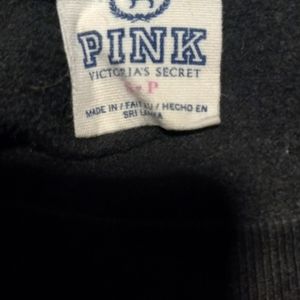 PINK
VICTORIA'S SECRET
S-P
MADE IN / FAIT AU / HECHO EN
SRI LANKA